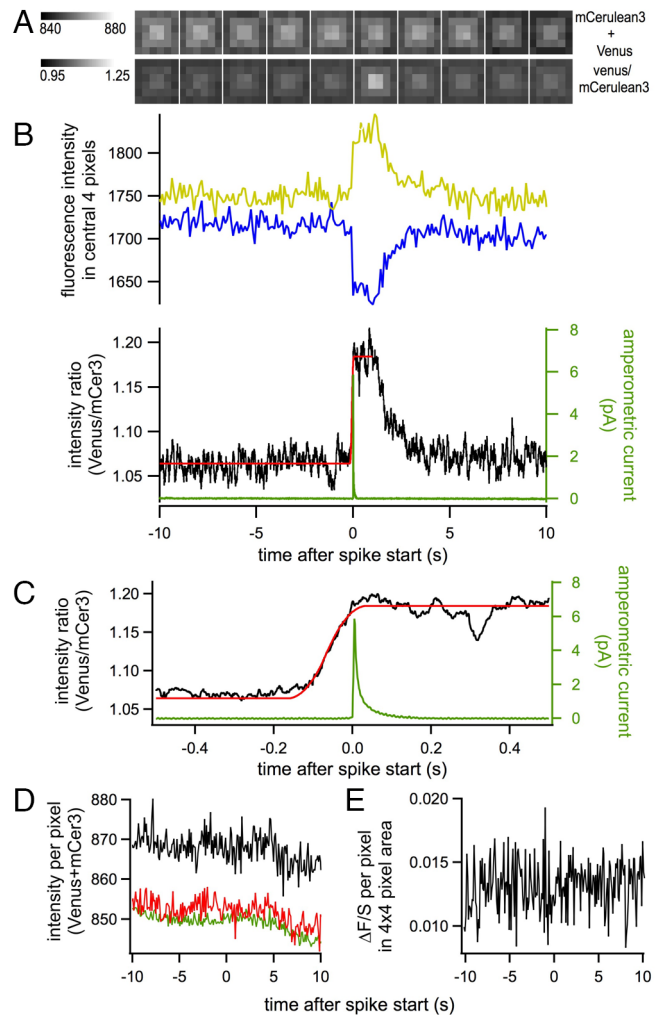 A
840 880
mCerulean3
+
Venus
0.95 1.25
venus/
mCerulean3
B
fluorescence intensity
in central 4 pixels
1800
1750
1700
1650
intensity ratio
(Venus/mCer3)
1.20
1.15
1.10
1.05
8
6
4
2
0
amperometric current
(pA)
-10 -5 0 5 10
time after spike start (s)
C
intensity ratio
(Venus/mCer3)
1.20
1.15
1.10
1.05
8
6
4
2
0
amperometric current
(pA)
-0.4 -0.2 0.0 0.2 0.4
time after spike start (s)
D
intensity per pixel
(Venus+mCer3)
880
870
860
850
-10 -5 0 5 10
E
ΔF/S per pixel
in 4x4 pixel area
0.020
0.015
0.010
-10 -5 0 5 10
time after spike start (s)